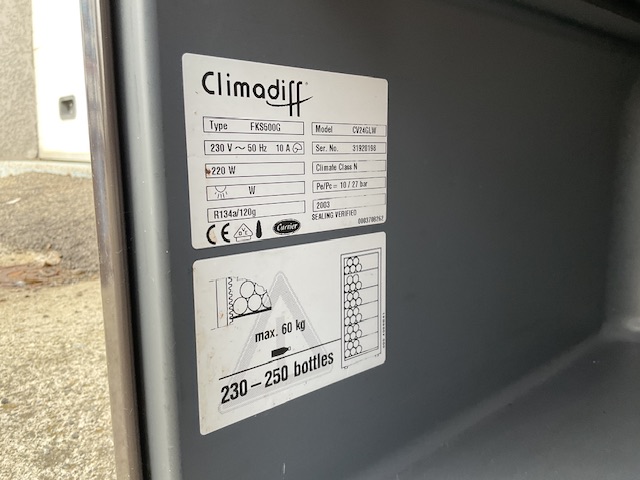 Climadiff
Type FKS500G
Model CV24GLW
230 V ~ 50 Hz 10 A
Ser. No. 31920168
220 W
Climate Class N
W
Pe/Pc = 10 / 27 bar
R134a/120g
2003
SEALING VERIFIED
CE
Carrier
max. 60 kg
230 – 250 bottles